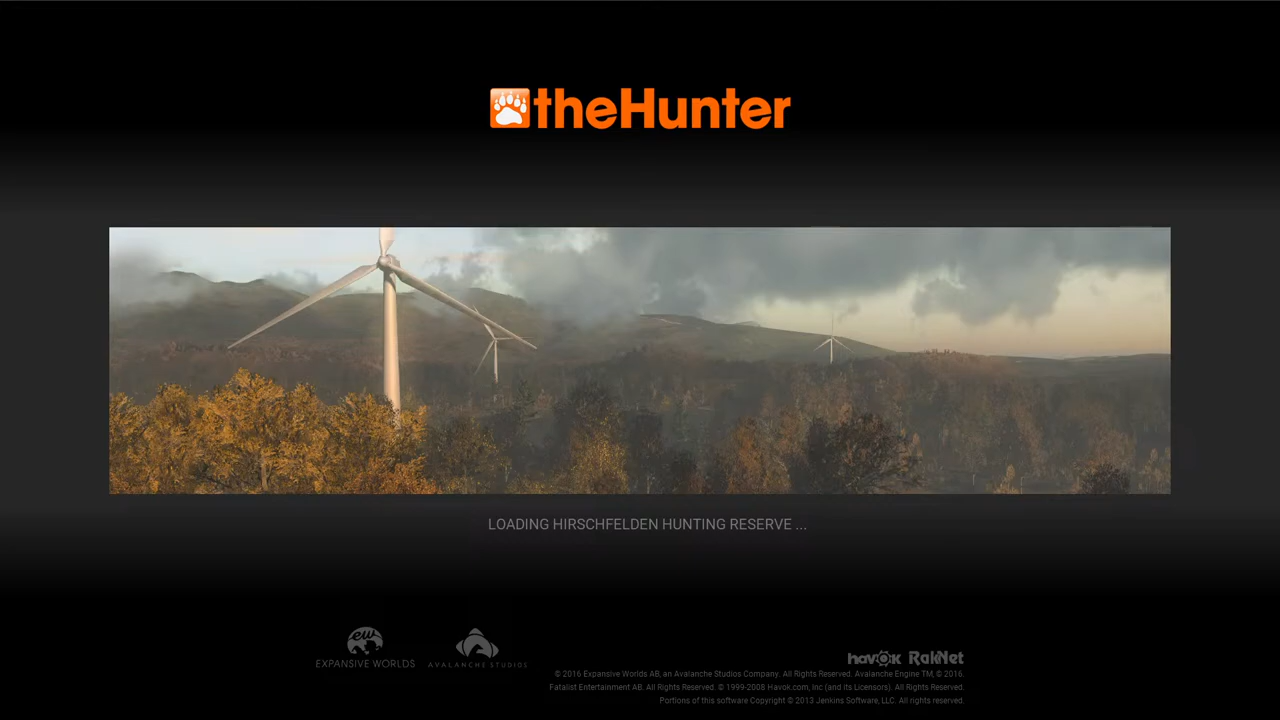 theHunter
LOADING HIRSCHFELDEN HUNTING RESERVE ...
ew
EXPANSIVE WORLDS
AVALANCHE STUDIOS
havok RakNet
© 2016 Expansive Worlds AB, an Avalanche Studios Company. All Rights Reserved. Avalanche Engine TM, © 2016.
Fatalist Entertainment AB. All Rights Reserved. © 1999-2008 Havok.com, Inc (and its Licensors). All Rights Reserved.
Portions of this software Copyright © 2013 Jenkins Software, LLC. All rights reserved.